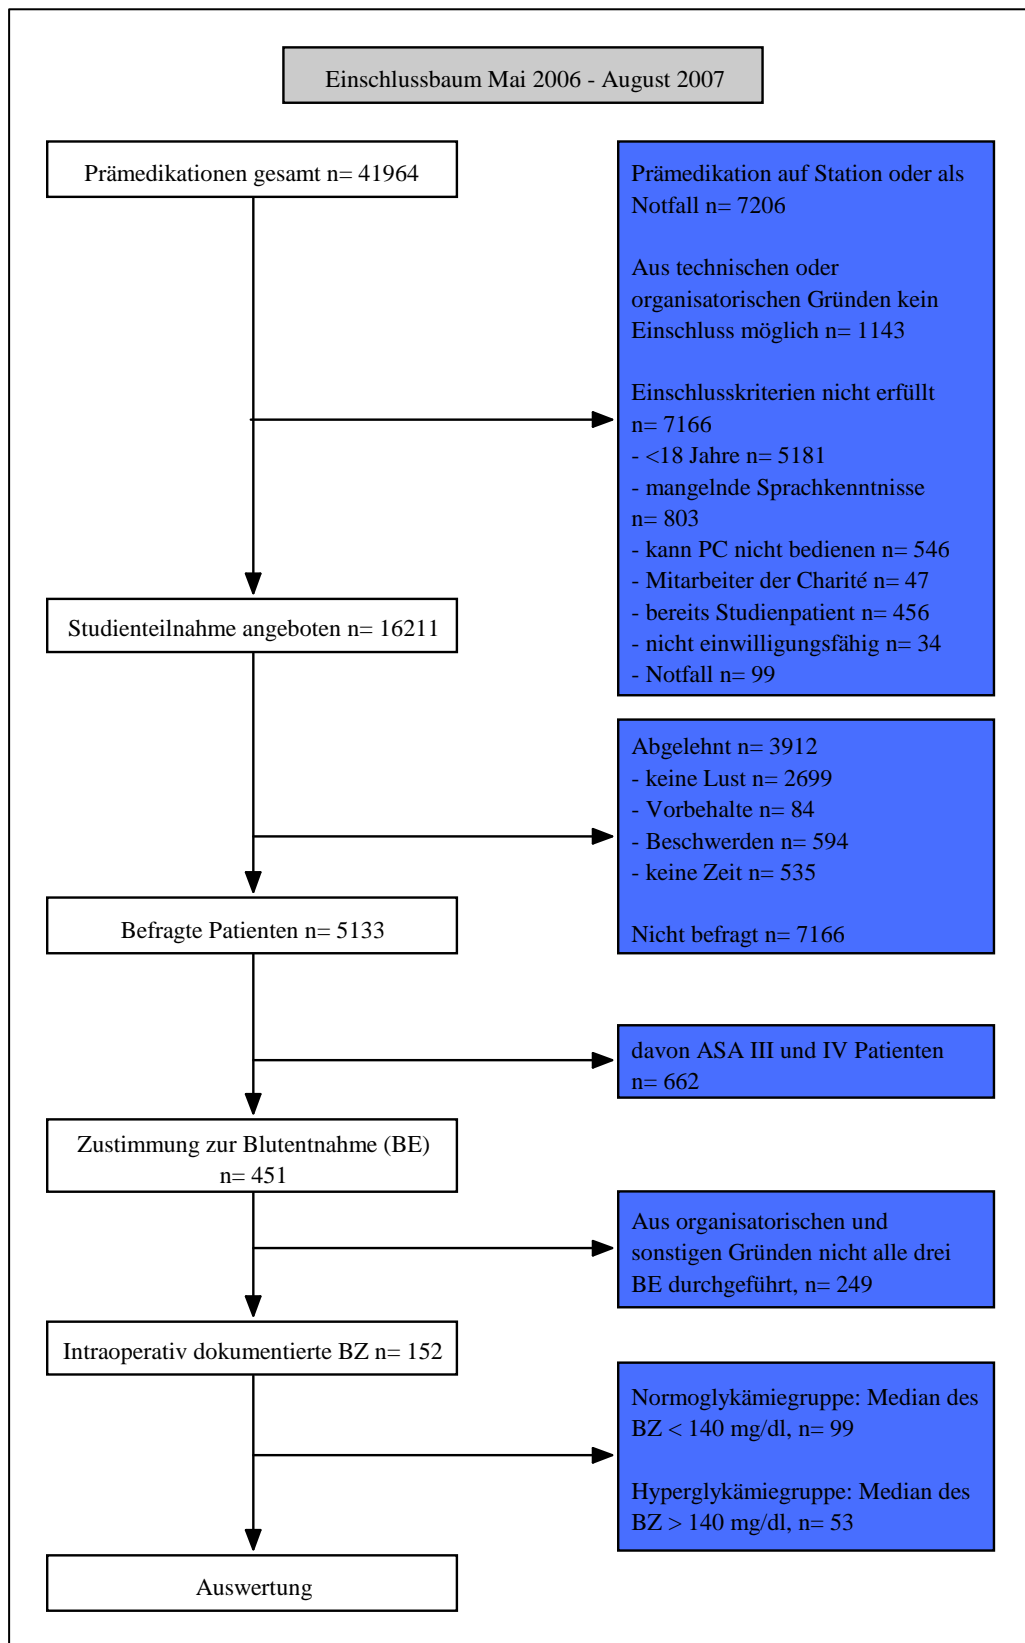 Einschlussbaum Mai 2006 - August 2007
Prämedikationen gesamt n= 41964
Prämedikation auf Station oder als
Notfall n= 7206
Aus technischen oder
organisatorischen Gründen kein
Einschluss möglich n= 1143
Einschlusskriterien nicht erfüllt
n= 7166
- <18 Jahre n= 5181
- mangelnde Sprachkenntnisse
n= 803
- kann PC nicht bedienen n= 546
- Mitarbeiter der Charité n= 47
- bereits Studienpatient n= 456
- nicht einwilligungsfähig n= 34
- Notfall n= 99
Studienteilnahme angeboten n= 16211
Abgelehnt n= 3912
- keine Lust n= 2699
- Vorbehalte n= 84
- Beschwerden n= 594
- keine Zeit n= 535
Nicht befragt n= 7166
Befragte Patienten n= 5133
davon ASA III und IV Patienten
n= 662
Zustimmung zur Blutentnahme (BE)
n= 451
Aus organisatorischen und
sonstigen Gründen nicht alle drei
BE durchgeführt, n= 249
Intraoperativ dokumentierte BZ n= 152
Normoglykämiegruppe: Median des
BZ < 140 mg/dl, n= 99
Hyperglykämiegruppe: Median des
BZ > 140 mg/dl, n= 53
Auswertung